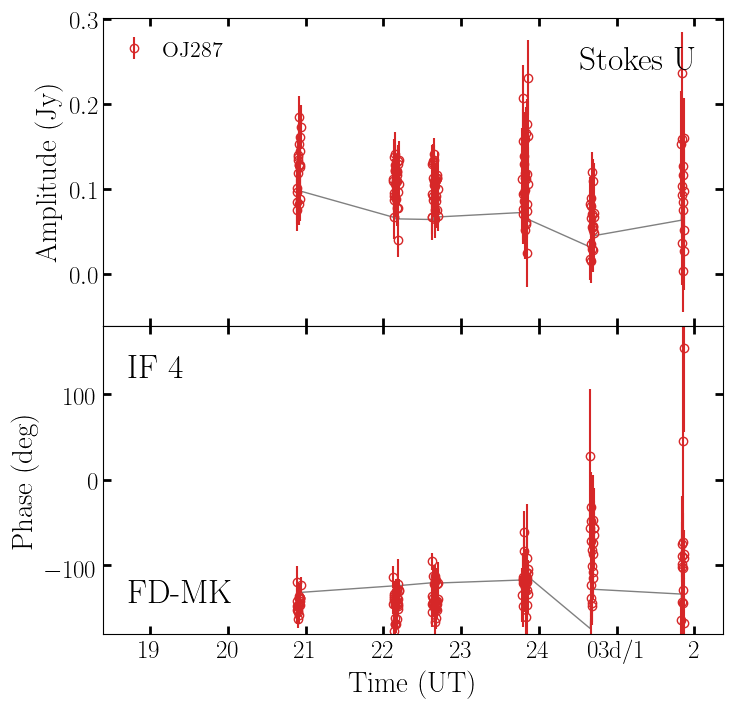 0.3
OJ287
Stokes U
0.2
0.1
0.0
Amplitude (Jy)
IF 4
100
0
−100
Phase (deg)
FD-MK
19 20 21 22 23 24 03d/1 2
Time (UT)